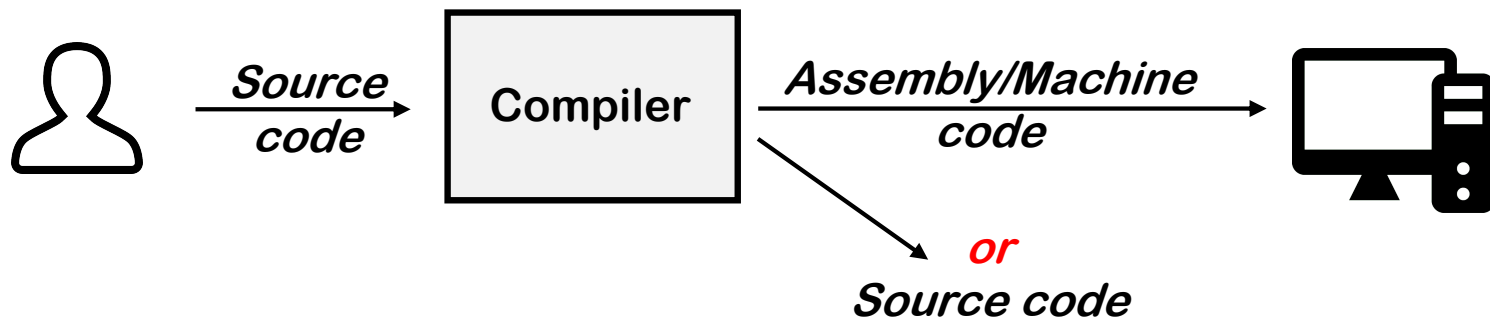 Source
code
Compiler
Assembly/Machine
code
or
Source code